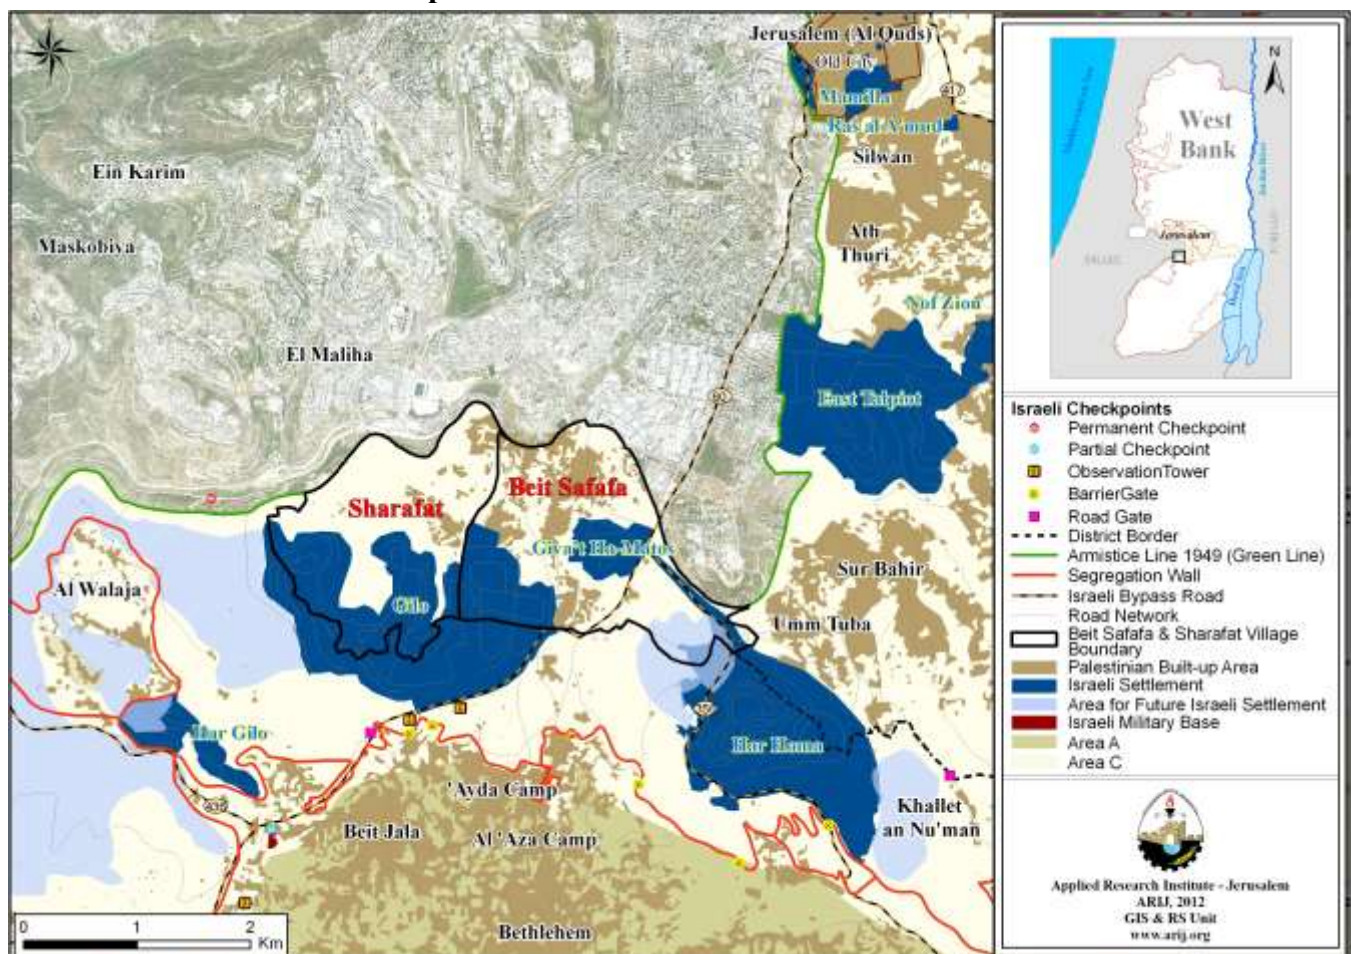 Jerusalem (Al Quds)
Old City
Mamilla
Ras al A'mud
Silwan
Ein Karim
Maskobiya
Ath
Thuri
Nof Zion
El Maliha
East Talpiot
Sharafat
Beit Safafa
Giva't Ha-Matos
Al Walaja
Gilo
Sur Bahir
Umm Tuba
Har Gilo
Har Homa
'Ayda Camp
Khallet
an Nu'man
Beit Jala
Al 'Aza Camp
Bethlehem
0 1 2
Km
N
West
Bank
Jerusalem
Dead Sea
Israeli Checkpoints
Permanent Checkpoint
Partial Checkpoint
ObservationTower
BarrierGate
Road Gate
District Border
Armistice Line 1949 (Green Line)
Segregation Wall
Israeli Bypass Road
Road Network
Beit Safafa & Sharafat Village
Boundary
Palestinian Built-up Area
Israeli Settlement
Area for Future Israeli Settlement
Israeli Military Base
Area A
Area C
Applied Research Institute - Jerusalem
ARIJ, 2012
GIS & RS Unit
www.arij.org